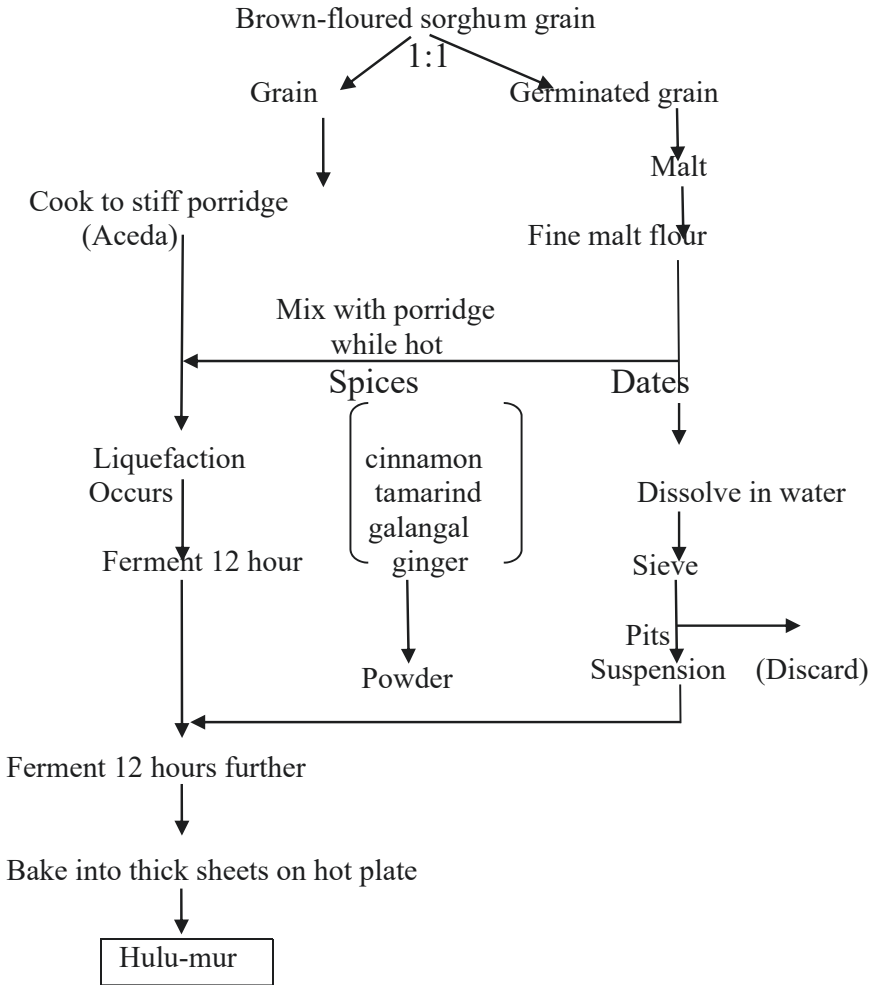 Brown-floured sorghum grain
1:1
Grain
Germinated grain
Malt
Cook to stiff porridge
(Aceda)
Fine malt flour
Mix with porridge
while hot
Spices
Dates
Liquefaction
Occurs
cinnamon
tamarind
galangal
ginger
Dissolve in water
Ferment 12 hour
Sieve
Pits
Powder
Suspension
(Discard)
Ferment 12 hours further
Bake into thick sheets on hot plate
Hulu-mur